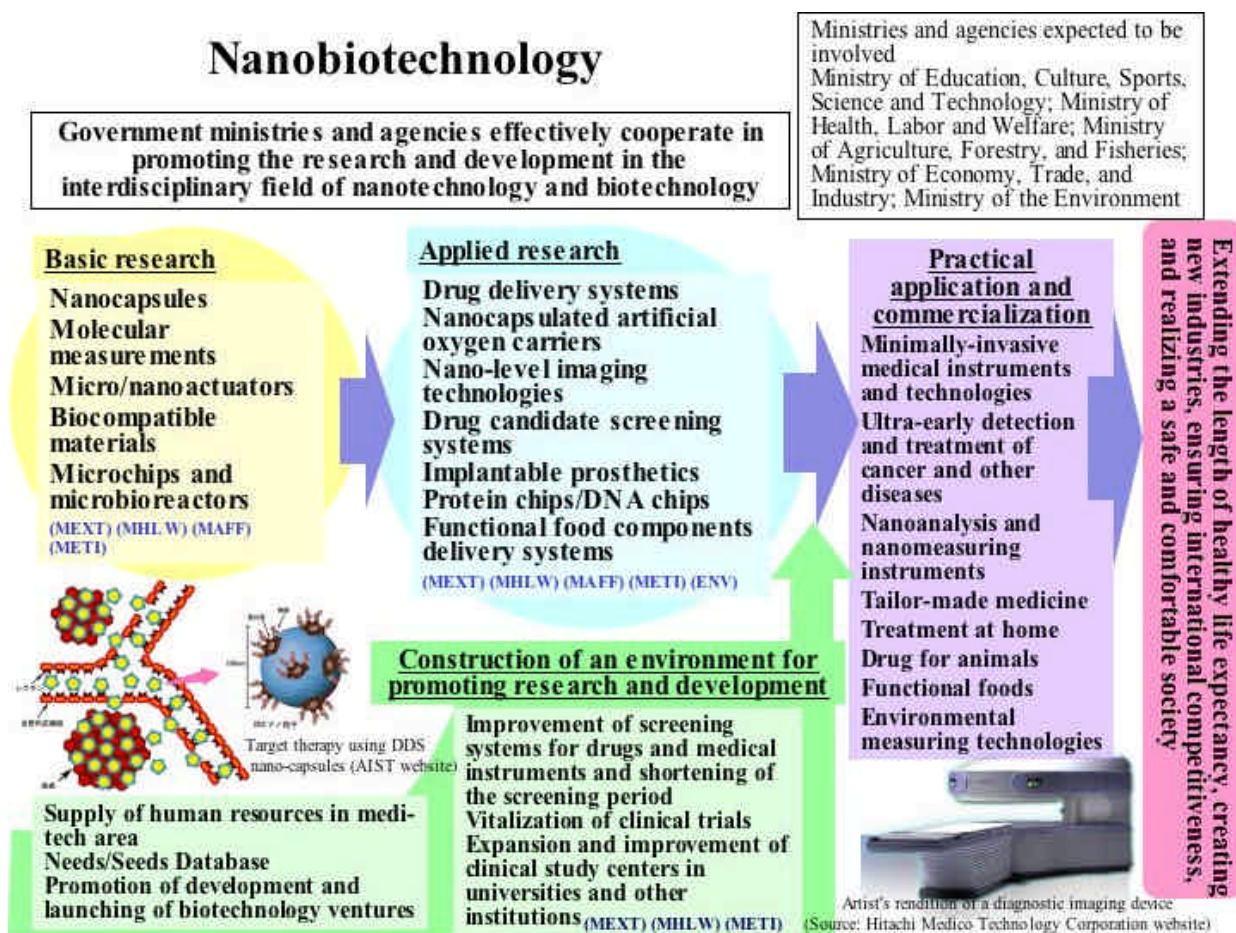 Nanobiotechnology
Government ministries and agencies effectively cooperate in
promoting the research and development in the
interdisciplinary field of nanotechnology and biotechnology
Ministries and agencies expected to be
involved
Ministry of Education, Culture, Sports,
Science and Technology; Ministry of
Health, Labor and Welfare; Ministry
of Agriculture, Forestry, and Fisheries;
Ministry of Economy, Trade, and
Industry; Ministry of the Environment
Basic research
Nanocapsules
Molecular
measurements
Micro/nanoactuators
Biocompatible
materials
Microchips and
microbioreactors
(MEXT) (MHLW) (MAFF)
(METI)
Applied research
Drug delivery systems
Nanocapsulated artificial
oxygen carriers
Nano-level imaging
technologies
Drug candidate screening
systems
Implantable prosthetics
Protein chips/DNA chips
Functional food components
delivery systems
(MEXT) (MHLW) (MAFF) (METI) (ENV)
Practical
application and
commercialization
Minimally-invasive
medical instruments
and technologies
Ultra-early detection
and treatment of
cancer and other
diseases
Nanoanalysis and
nanomeasuring
instruments
Tailor-made medicine
Treatment at home
Drug for animals
Functional foods
Environmental
measuring technologies
Extending the length of healthy life expectancy, creating
new industries, ensuring international competitiveness,
and realizing a safe and comfortable society
Target therapy using DDS
nano-capsules (AIST website)
Construction of an environment for
promoting research and development
Supply of human resources in medi-
tech area
Needs/Seeds Database
Promotion of development and
launching of biotechnology ventures
Improvement of screening
systems for drugs and medical
instruments and shortening of
the screening period
Vitalization of clinical trials
Expansion and improvement of
clinical study centers in
universities and other
institutions (MEXT) (MHLW) (METI)
Artist's rendition of a diagnostic imaging device
(Source: Hitachi Medico Technology Corporation website)